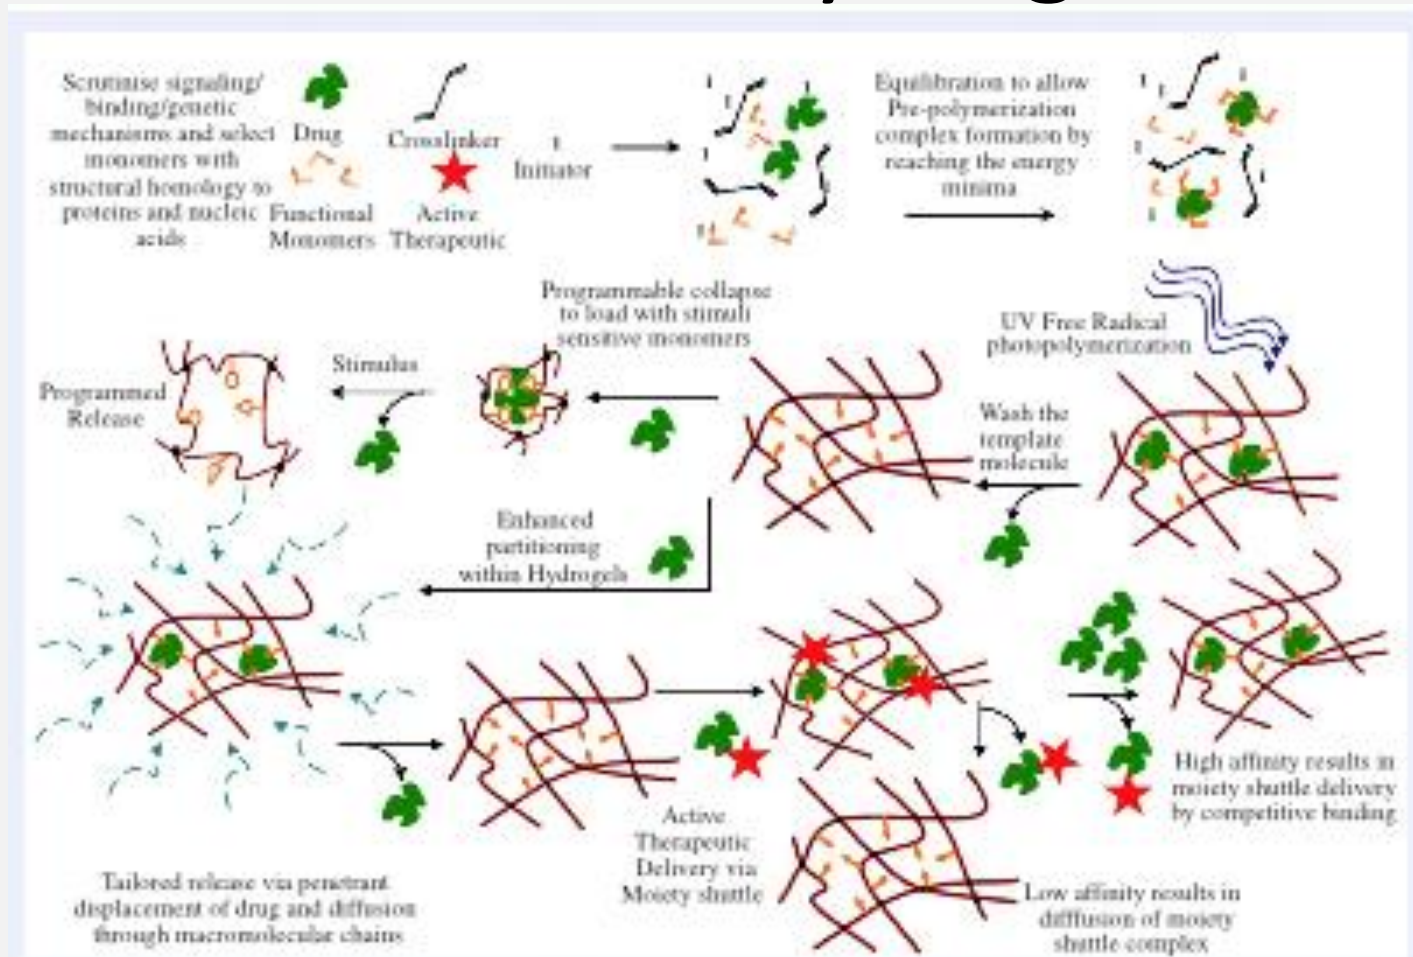 Scrutinise signaling/
binding/genetic
mechanisms and select
monomers with
structural homology to
proteins and nucleic
acids
Drug
Functional
Monomers
Crosslinker
Active
Therapeutic
I
Initiator
I
I
I
I
I
Equilibration to allow
Pre-polymerization
complex formation by
reaching the energy
minima
I
I
I
I
I
I
UV Free Radical
photopolymerization
Programmable collapse
to load with stimuli
sensitive monomers
Stimulus
Programmed
Release
Wash the
template
molecule
Enhanced
partitioning
within Hydrogels
Tailored release via penetrant
displacement of drug and diffusion
through macromolecular chains
Active
Therapeutic
Delivery via
Moiety shuttle
High affinity results in
moiety shuttle delivery
by competitive binding
Low affinity results in
diffusion of moiety
shuttle complex